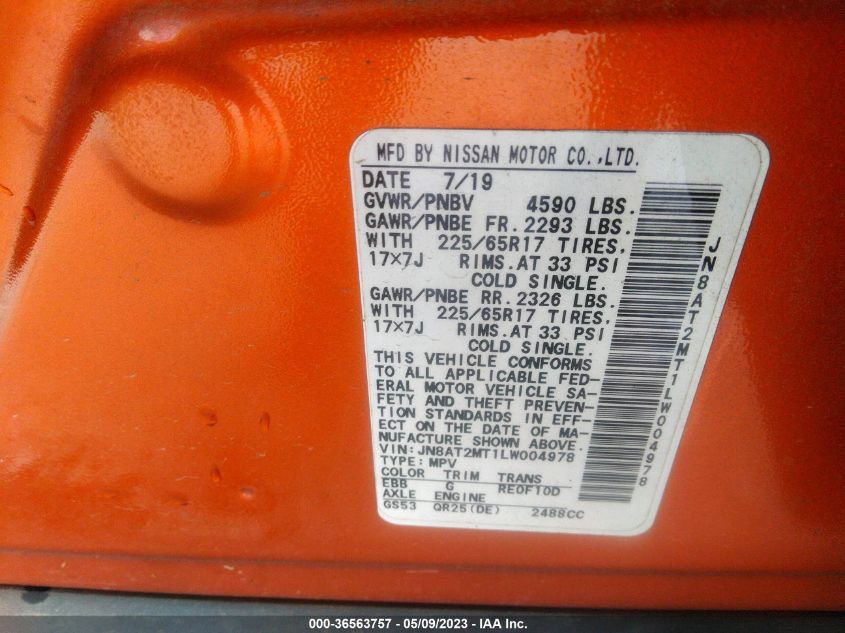 MFD BY NISSAN MOTOR CO.,LTD.
DATE 7/19
GVWR/PNBV 4590 LBS.
GAWR/PNBE FR. 2293 LBS.
WITH 225/65R17 TIRES.
17×7J RIMS.AT 33 PSI
COLD SINGLE.
GAWR/PNBE RR. 2326 LBS.
WITH 225/65R17 TIRES.
17×7J RIMS.AT 33 PSI
COLD SINGLE.
THIS VEHICLE CONFORMS
TO ALL APPLICABLE FED-
ERAL MOTOR VEHICLE SA-
FETY AND THEFT PREVEN-
TION STANDARDS IN EFF-
ECT ON THE DATE OF MA-
NUFACTURE SHOWN ABOVE.
VIN: JN8AT2MT1LW004978
TYPE: MPV
COLOR TRIM TRANS
EBB G RE0F10D
AXLE ENGINE
GS53 QR25(DE) 2488CC
JN8AT2MT1LW004978
000-36563757 — 05/09/2023 — IAA Inc.